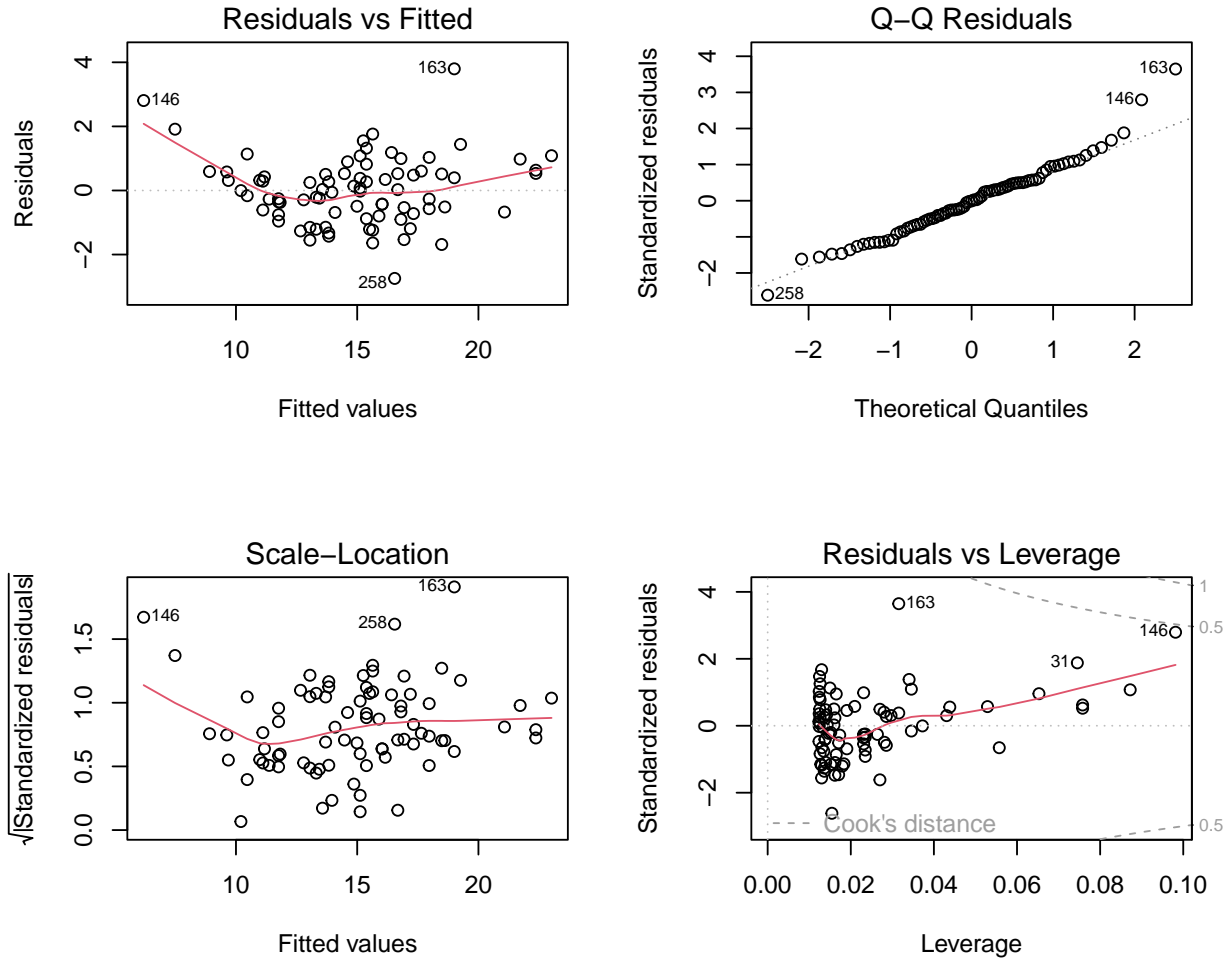 Residuals vs Fitted
Residuals
4
2
0
−2
10 15 20
Fitted values
146
163
258
Q−Q Residuals
Standardized residuals
4
3
2
1
0
−2
−2 −1 0 1 2
Theoretical Quantiles
163
146
258
Scale−Location
√|Standardized residuals|
1.5
1.0
0.5
0.0
10 15 20
Fitted values
163
146
258
Residuals vs Leverage
Standardized residuals
4
2
0
−2
0.00 0.02 0.04 0.06 0.08 0.10
Leverage
163
146
31
Cook's distance
1
0.5
0.5